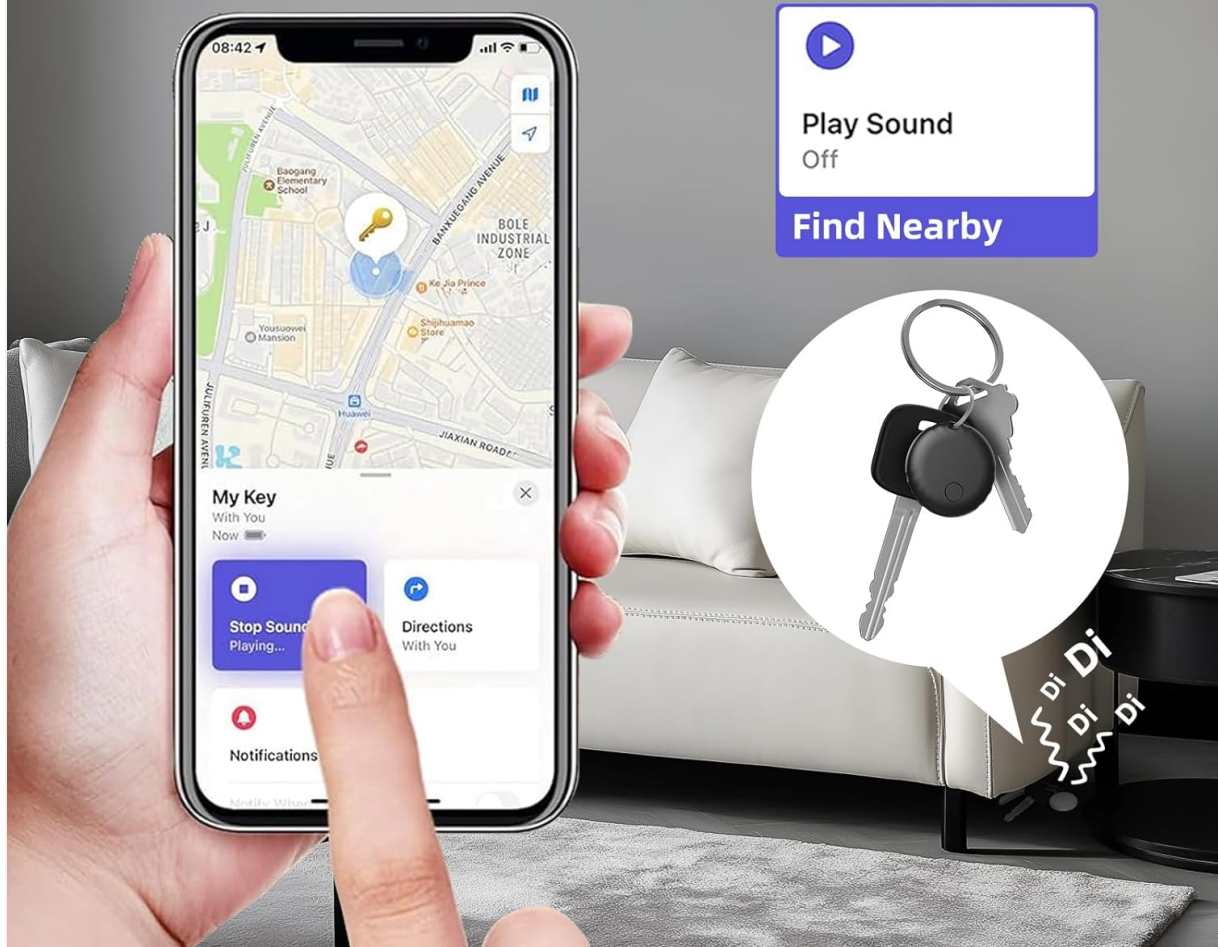 08:42
JULIFUREN AVENUE
Baogang
Elementary
School
BANXUEGANG AVENUE
BOLE
INDUSTRIAL
ZONE
Ke Jia Prince
Shijihuamao
Store
Yousuowei
Mansion
Huawei
JULIFUREN AVEN
JIAXIAN ROAD
My Key
With You
Now
Stop Sound
Playing...
Directions
With You
Notifications
Play Sound
Off
Find Nearby
Di
Di
Di
Di